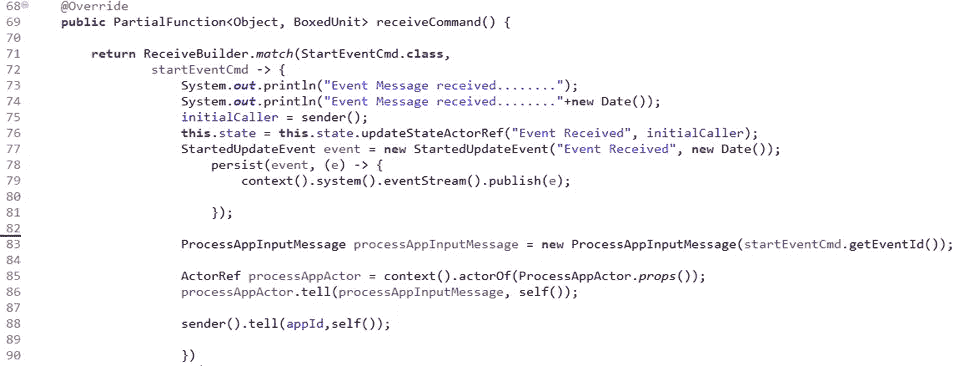 68 @Override
69 public PartialFunction<Object, BoxedUnit> receiveCommand() {
70
71 return ReceiveBuilder.match(StartEventCmd.class,
72 startEventCmd -> {
73 System.out.println("Event Message received........");
74 System.out.println("Event Message received........"+new Date());
75 initialCaller = sender();
76 this.state = this.state.updateStateActorRef("Event Received", initialCaller);
77 StartedUpdateEvent event = new StartedUpdateEvent("Event Received", new Date());
78 persist(event, (e) -> {
79 context().system().eventStream().publish(e);
80
81 });
82
83 ProcessAppInputMessage processAppInputMessage = new ProcessAppInputMessage(startEventCmd.getEventId());
84
85 ActorRef processAppActor = context().actorOf(ProcessAppActor.props());
86 processAppActor.tell(processAppInputMessage, self());
87
88 sender().tell(appId,self());
89
90 })